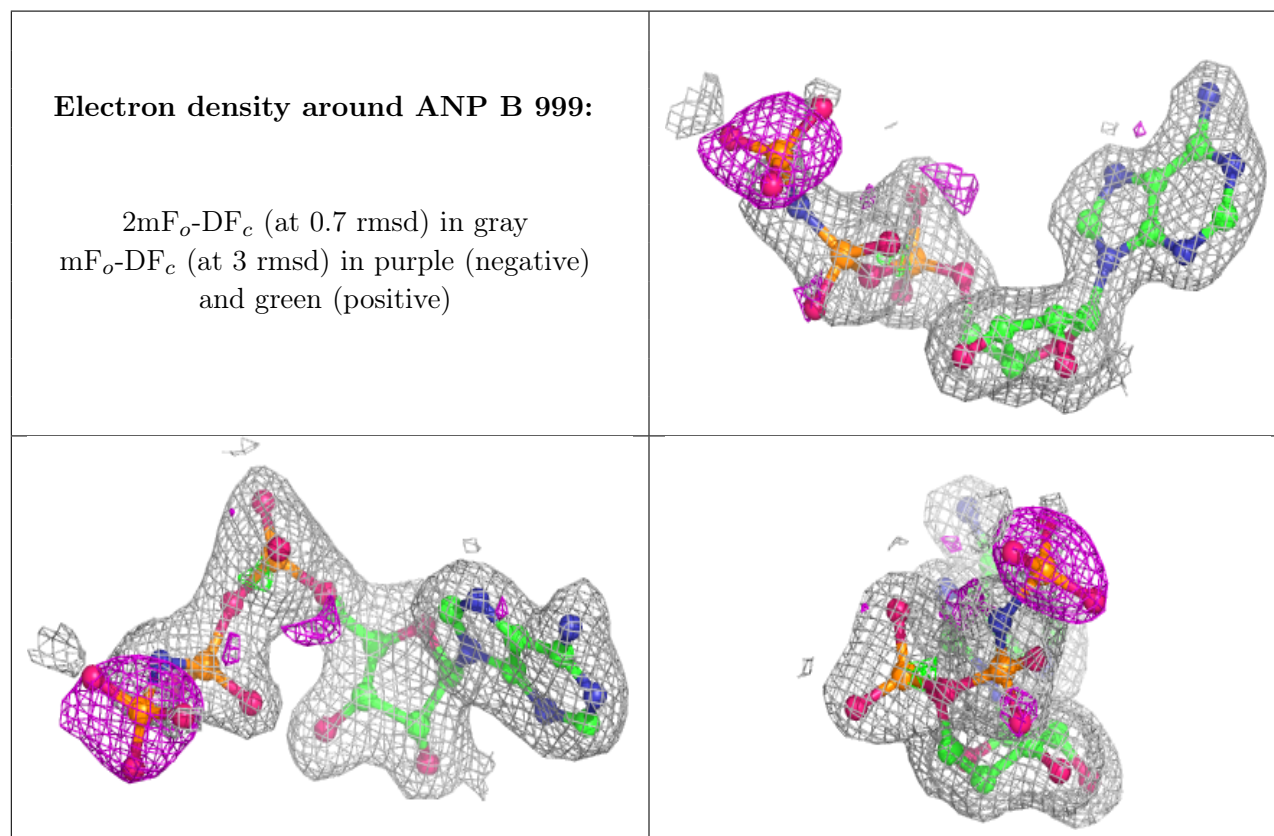 Electron density around ANP B 999:
2mFo-DFc (at 0.7 rmsd) in gray
mFo-DFc (at 3 rmsd) in purple (negative)
and green (positive)